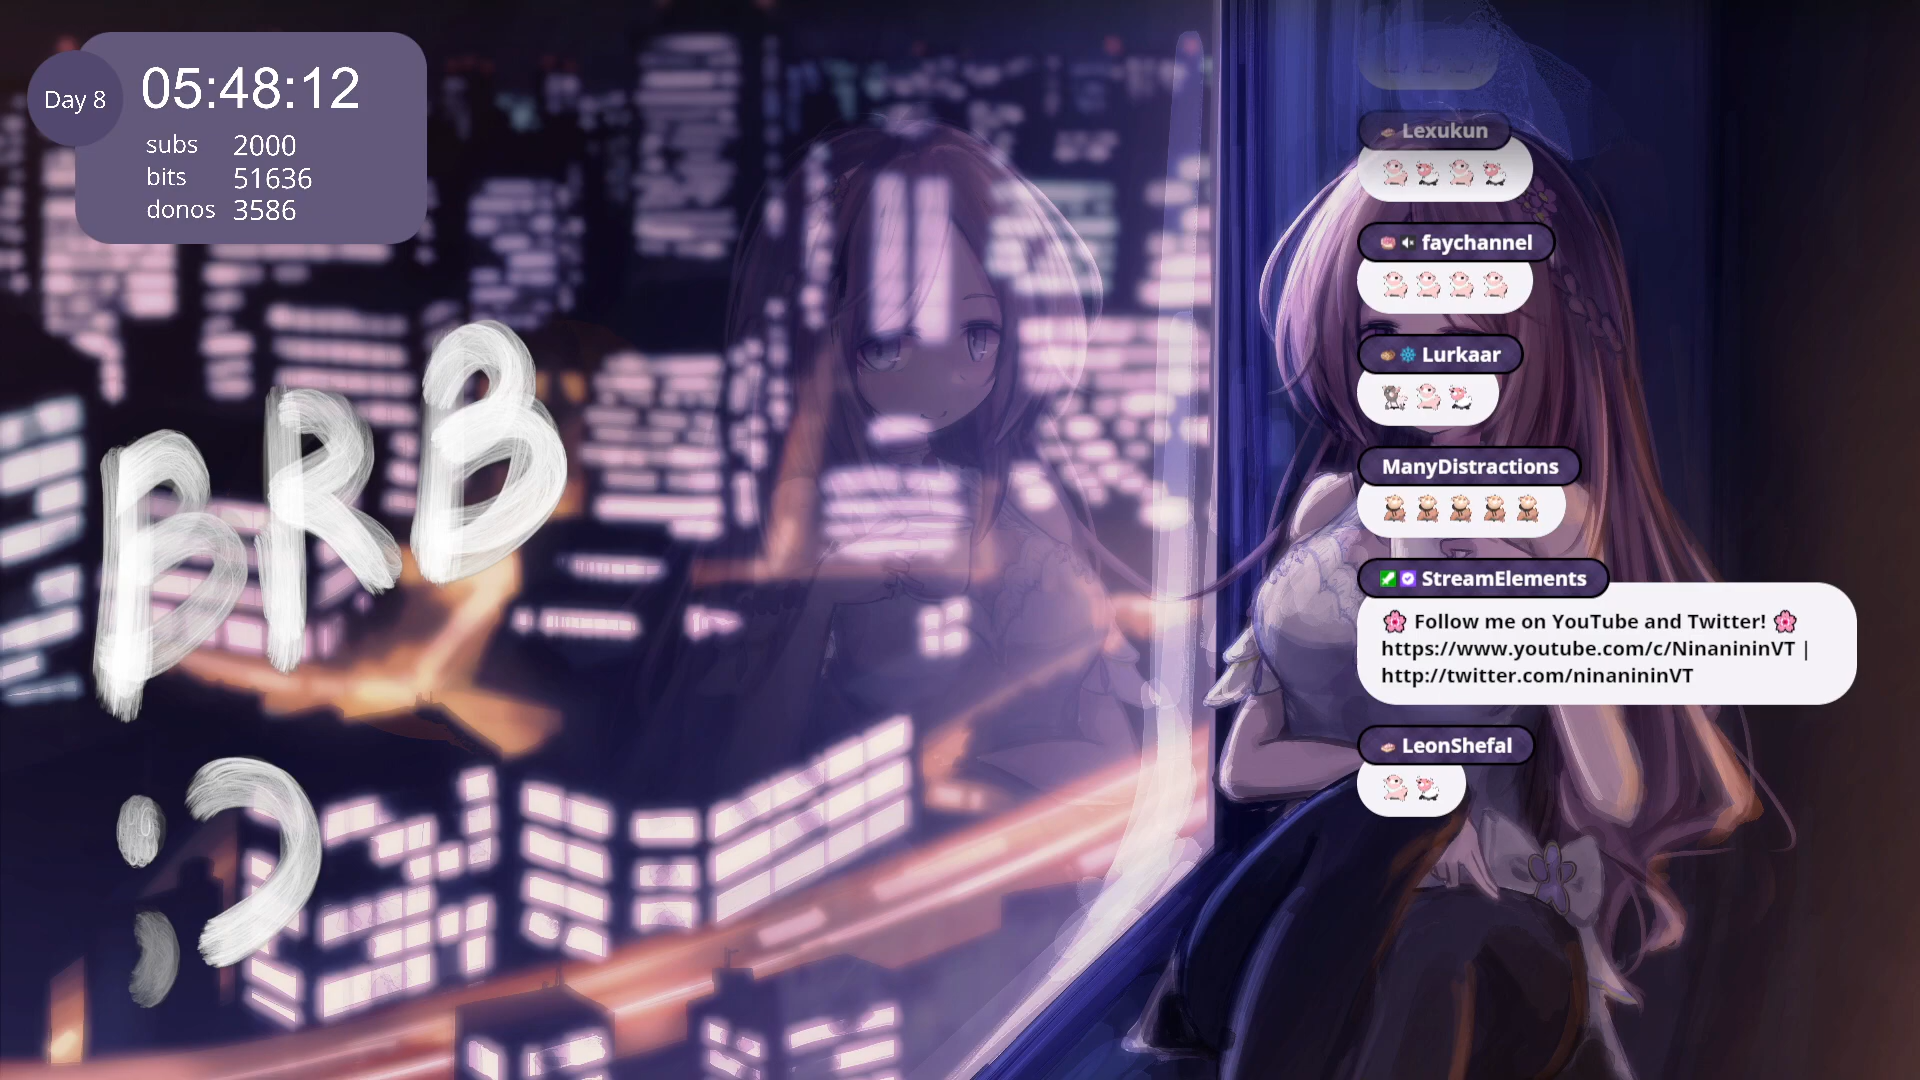 Day 8
05:48:12
subs 2000
bits 51636
donos 3586
BRB
:)
Lexukun
faychannel
Lurkaar
ManyDistractions
StreamElements
🌸 Follow me on YouTube and Twitter! 🌸
https://www.youtube.com/c/NinanininVT |
http://twitter.com/ninanininVT
LeonShefal